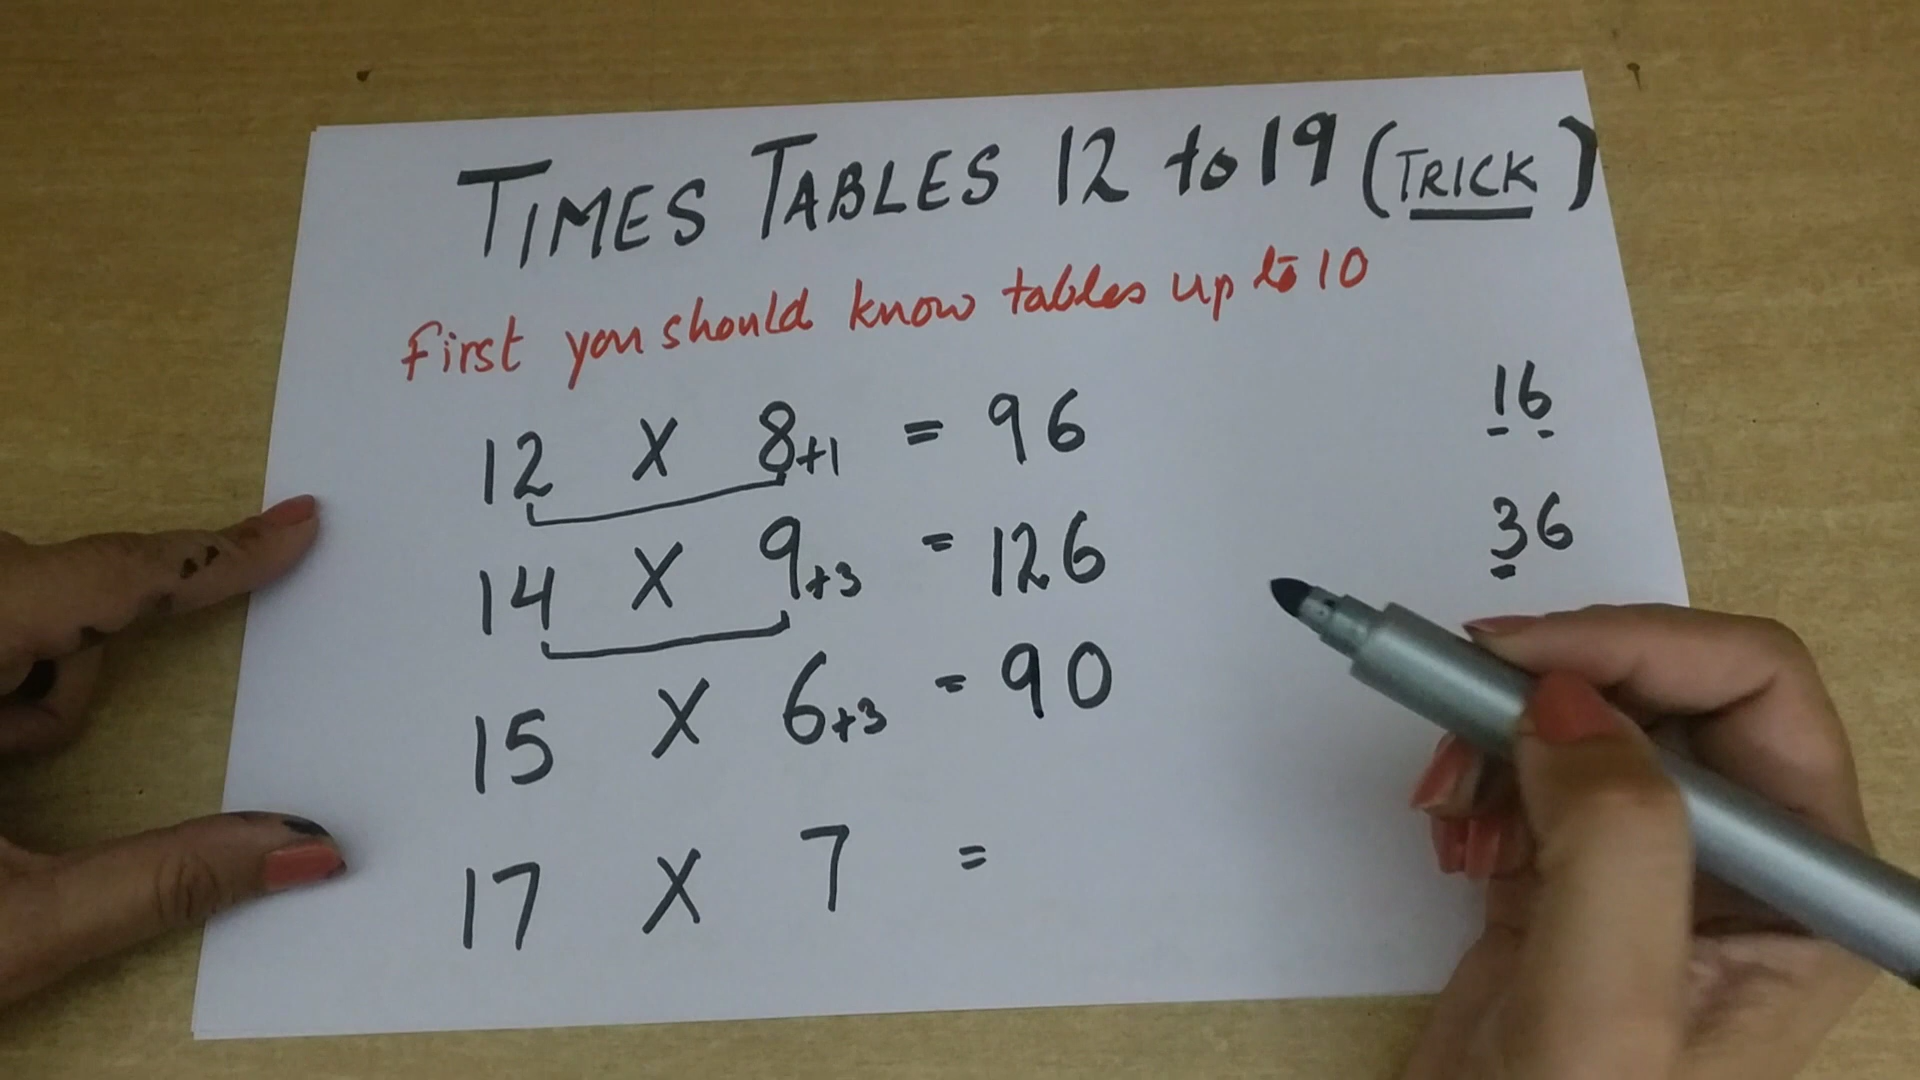 TIMES TABLES 12 to 19 (TRICK)
First you should know tables up to 10
12 X 8+1 = 96
16
14 X 9+3 = 126
36
15 X 6+3 = 90
17 X 7 =